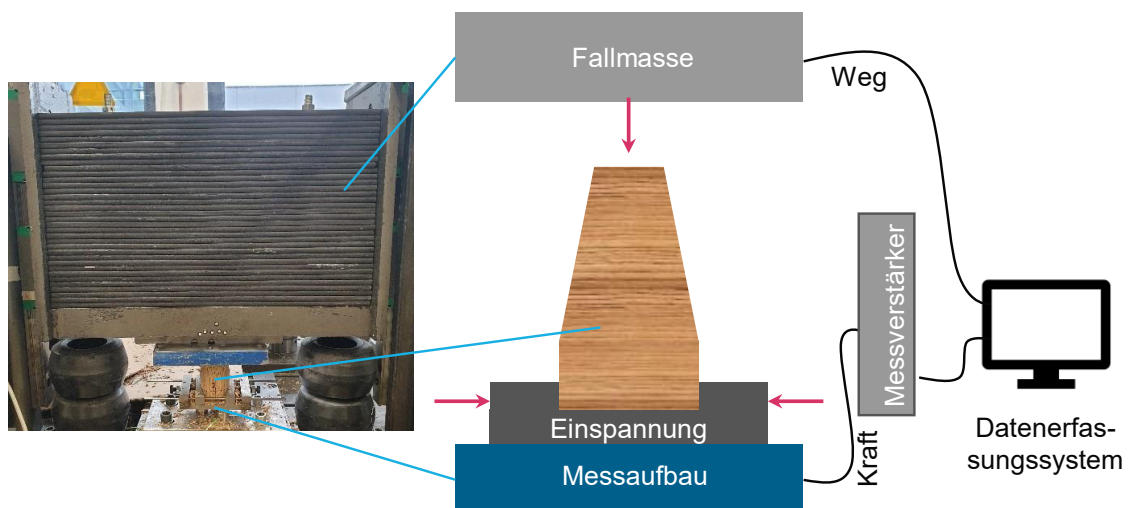 Fallmasse
Weg
Messverstärker
Einspannung
Messaufbau
Kraft
Datenerfas-
sungssystem